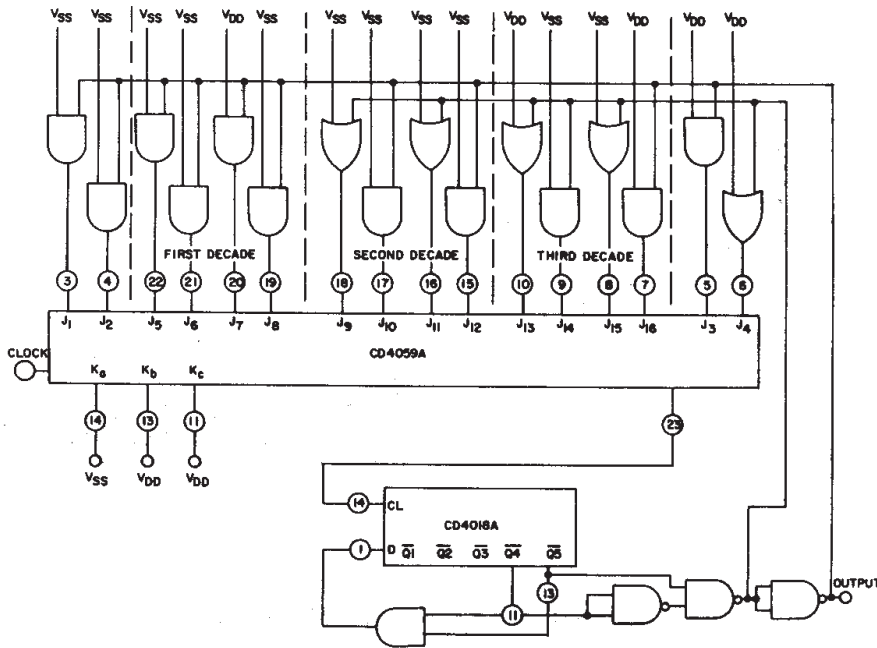 VSS VSS VSS VSS VDD VSS VSS VSS VSS VSS VDD VSS VSS VDD VDD VDD
FIRST DECADE SECOND DECADE THIRD DECADE
3 4 22 21 20 19 18 17 16 15 10 9 8 7 5 6
J1 J2 J5 J6 J7 J8 J9 J10 J11 J12 J13 J14 J15 J16 J3 J4
CLOCK
CD4059A
Ka Kb Kc
14 13 11
23
VSS VDD VDD
14 CL
CD4018A
1 D Q1 Q2 Q3 Q4 Q5
13
OUTPUT
11